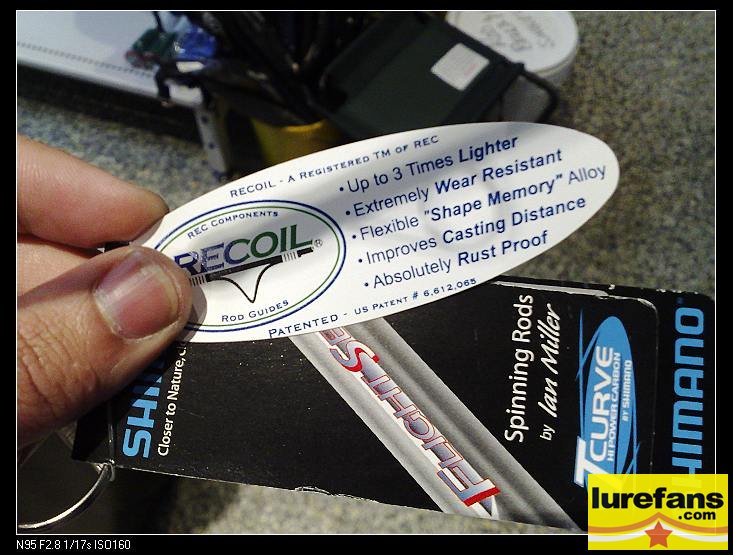 RECOIL - A REGISTERED TM OF REC
• Up to 3 Times Lighter
• Extremely Wear Resistant
• Flexible "Shape Memory" Alloy
• Improves Casting Distance
• Absolutely Rust Proof
REC COMPONENTS
RECOIL®
ROD GUIDES
PATENTED - US PATENT # 6,612,065
SHI
Closer to Nature, c
Spinning Rods
by Ian Miller
TCURVE
HI POWER CARBON
BY SHIMANO
SHIMANO®
lurefans
.com
N95 F2.8 1/17s ISO160